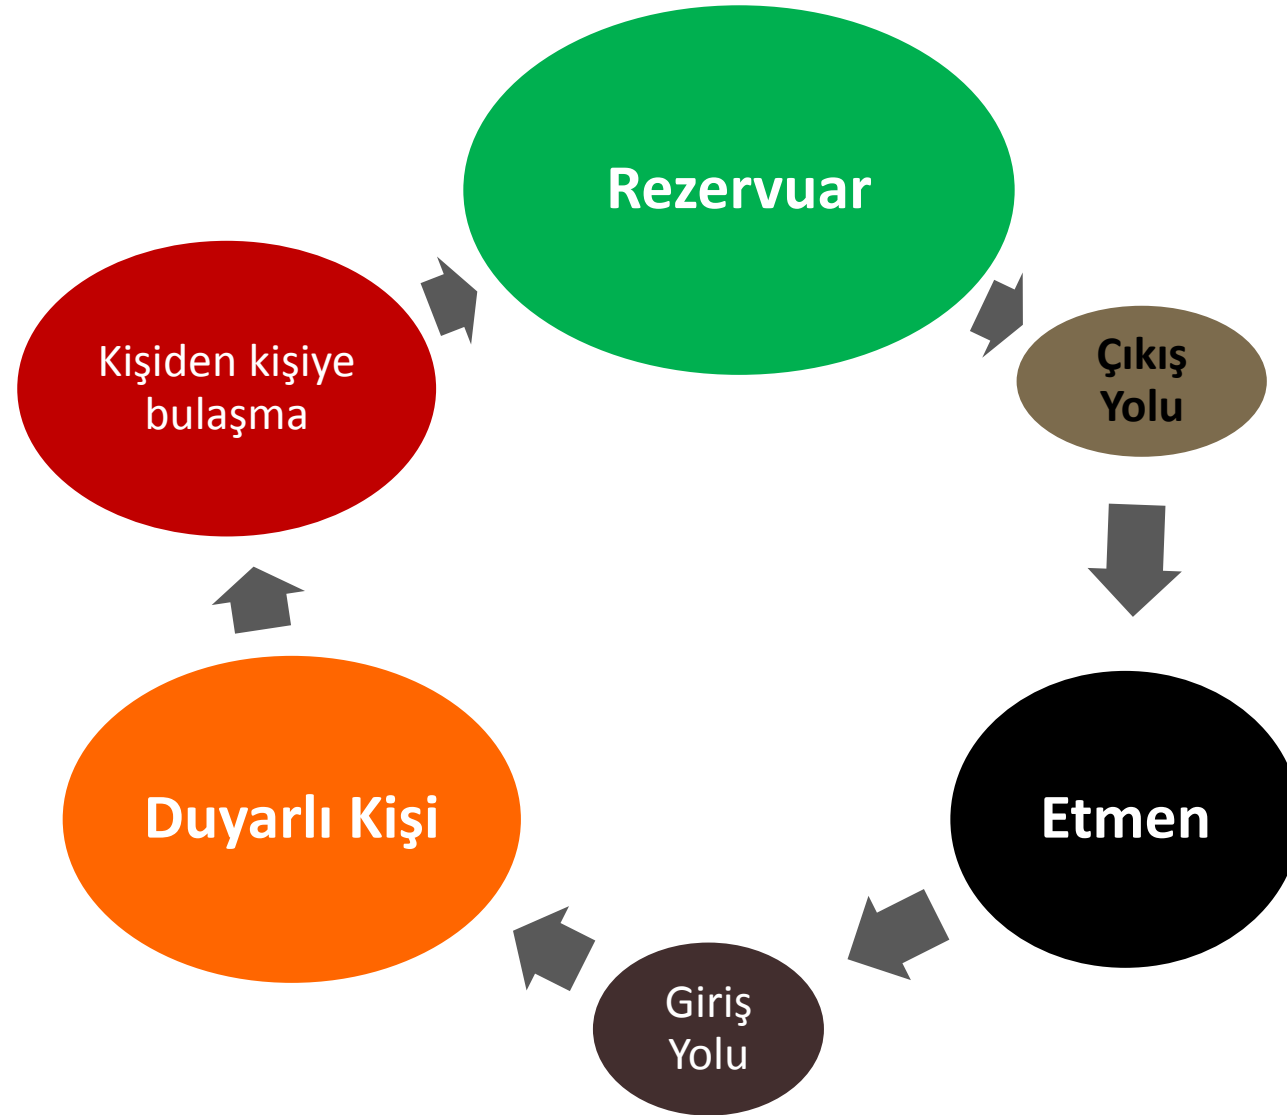 Rezervuar
Çıkış
Yolu
Etmen
Giriş
Yolu
Duyarlı Kişi
Kişiden kişiye
bulaşma